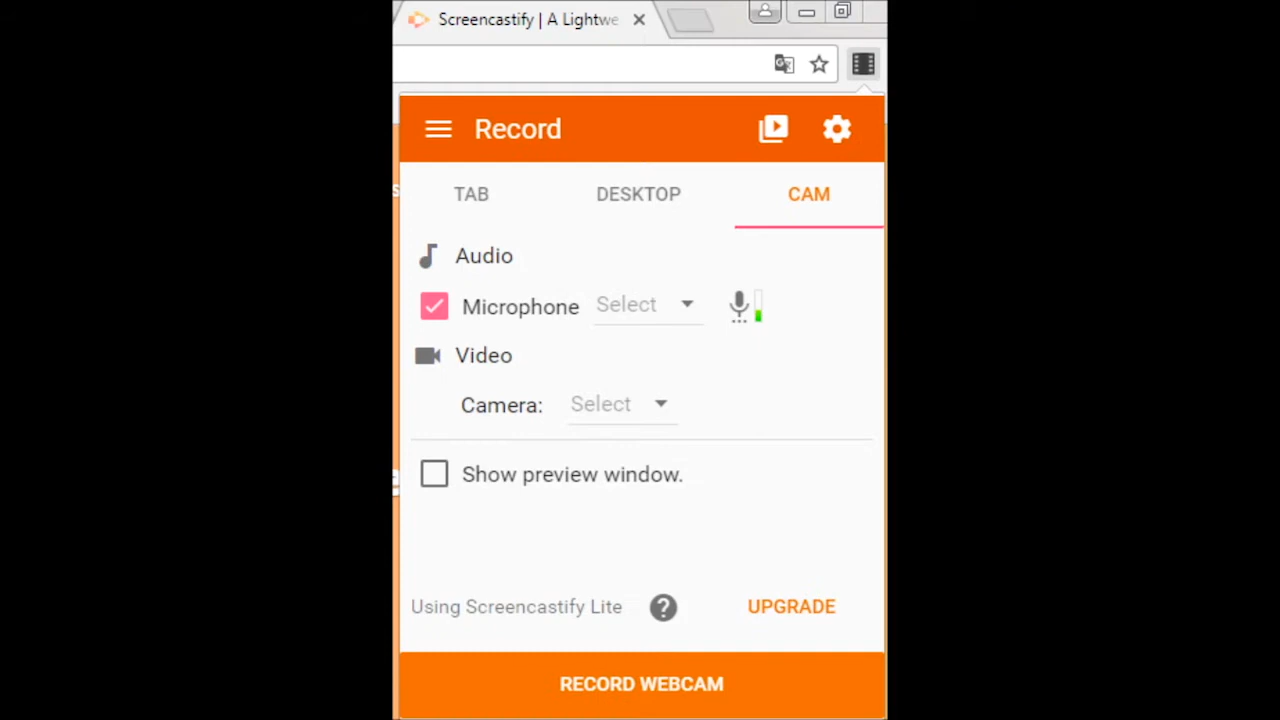 Screencastify | A Lightwe
Record
TAB DESKTOP CAM
Audio
Microphone Select
Video
Camera: Select
Show preview window.
Using Screencastify Lite ? UPGRADE
RECORD WEBCAM